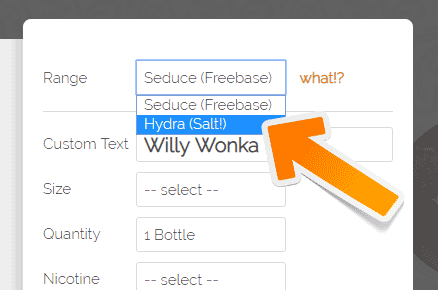 Range Seduce (Freebase) what!?
Seduce (Freebase)
Hydra (Salt!)
Custom Text Willy Wonka
Size -- select --
Quantity 1 Bottle
Nicotine -- select --